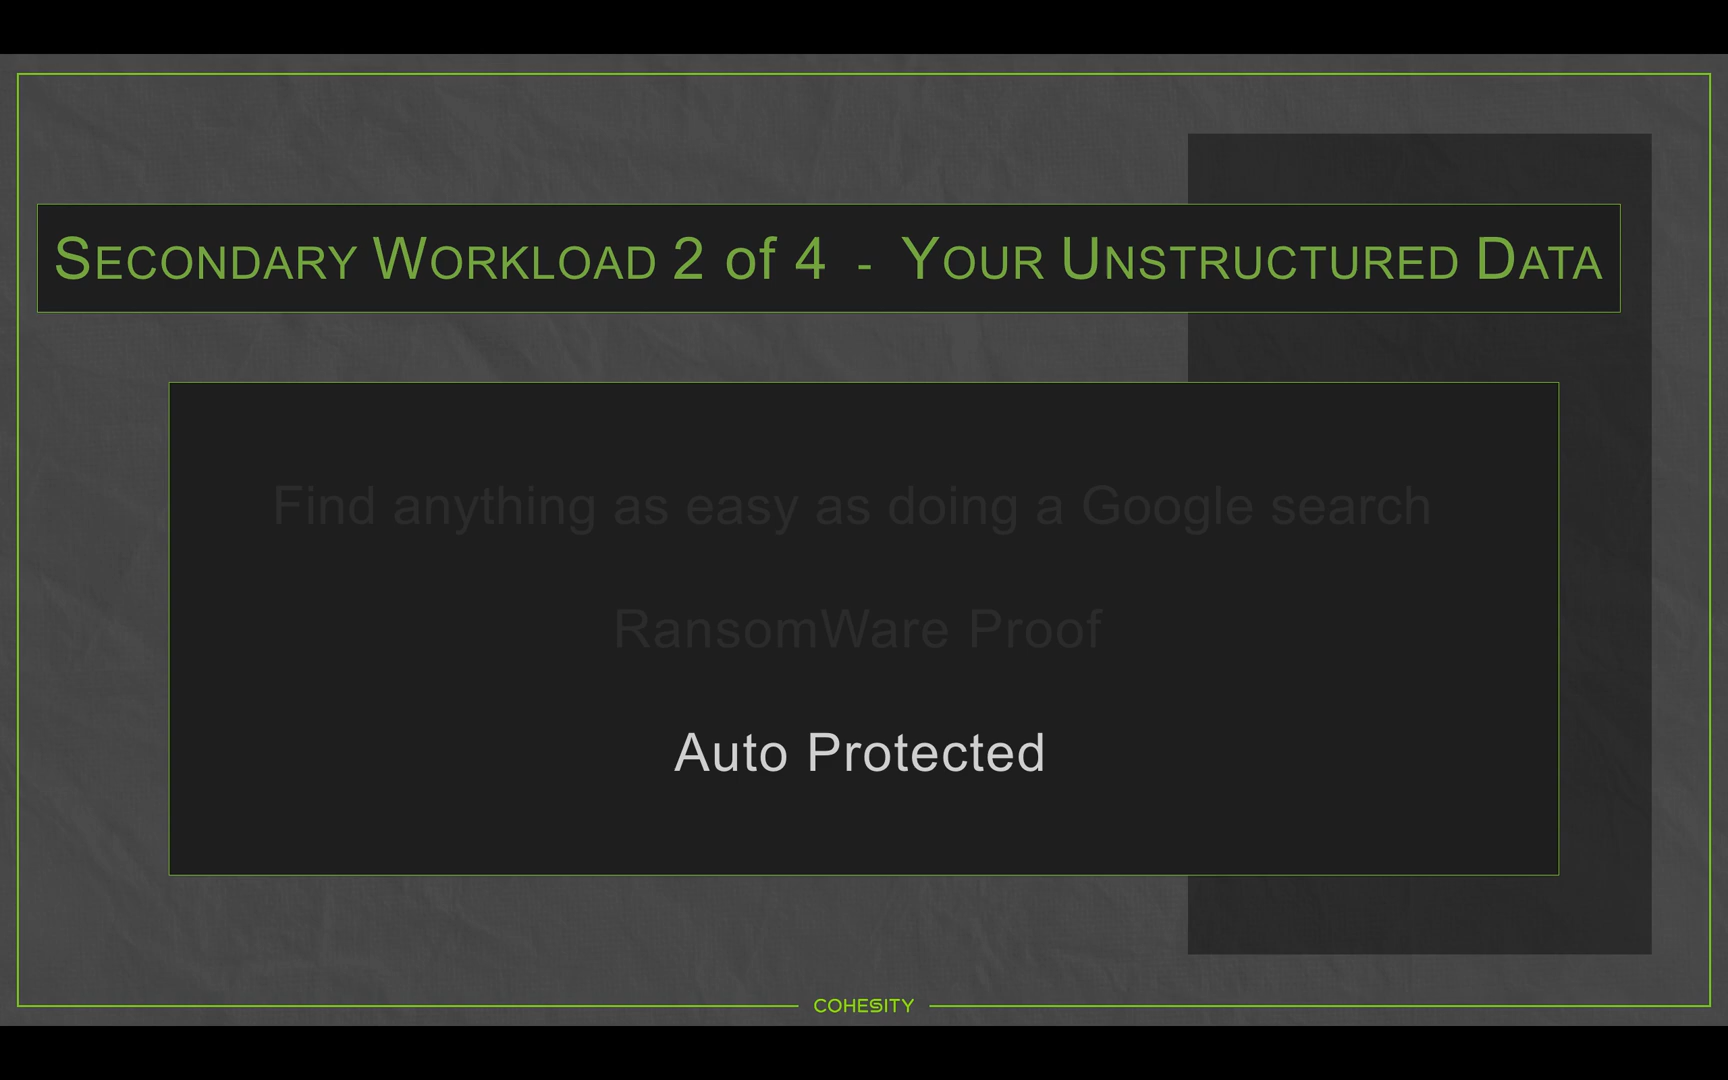 Secondary Workload 2 of 4 - Your Unstructured Data
Find anything as easy as doing a Google search
RansomWare Proof
Auto Protected
COHESITY